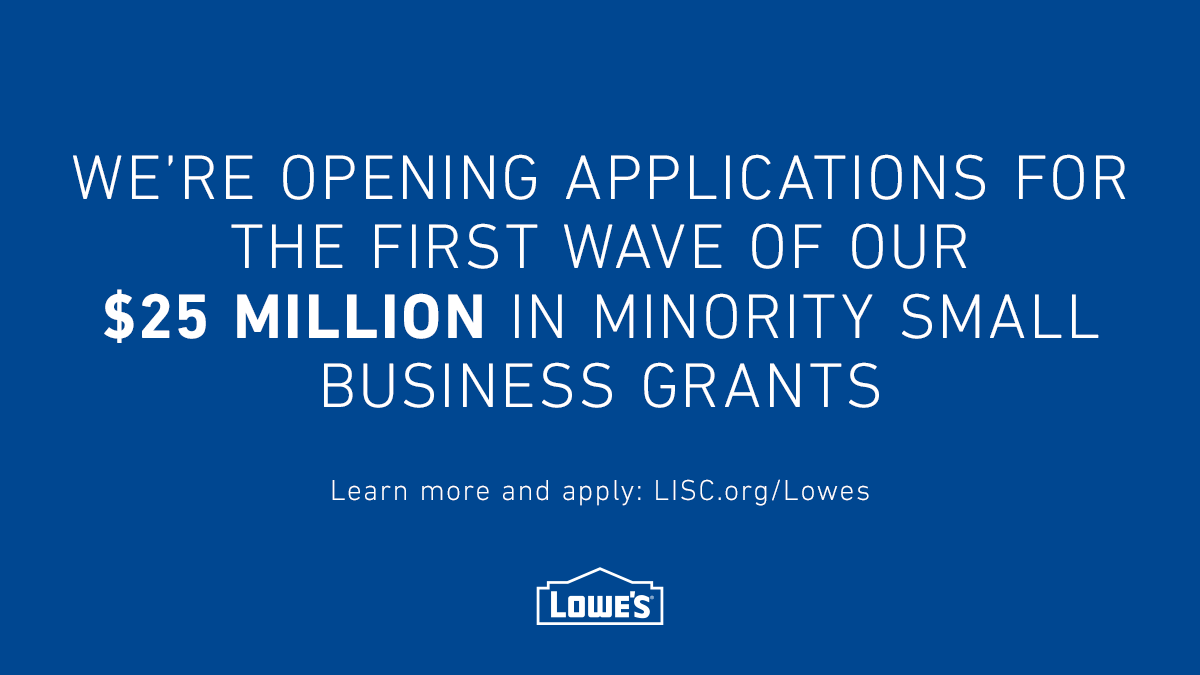 WE'RE OPENING APPLICATIONS FOR
THE FIRST WAVE OF OUR
$25 MILLION IN MINORITY SMALL
BUSINESS GRANTS
Learn more and apply: LISC.org/Lowes
LOWE'S